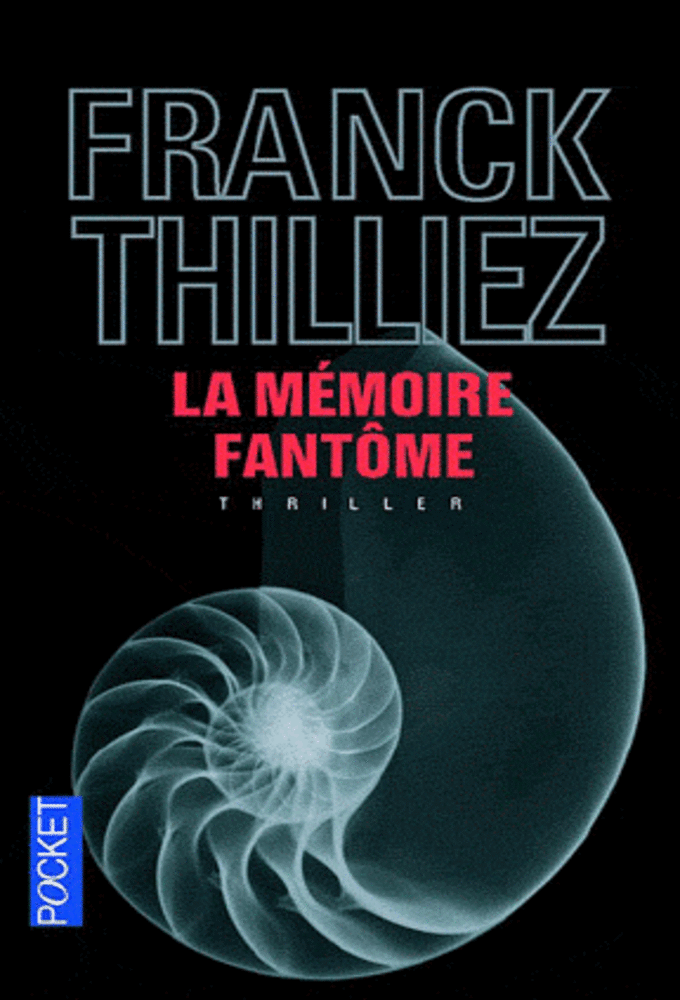 FRANCK
THILLIEZ
LA MÉMOIRE
FANTÔME
THRILLER
POCKET